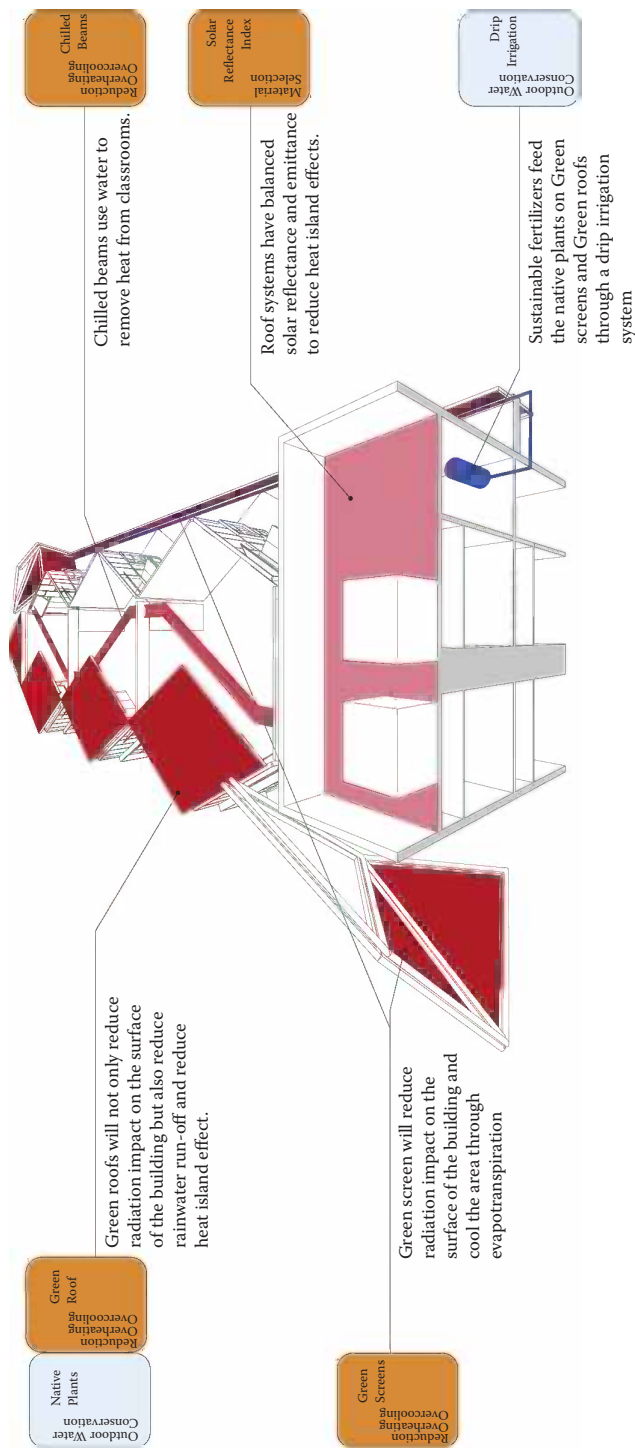 Native
Plants
Outdoor Water
Conservation
Green
Roof
Reduction
Overheating &
Overcooling
Green roofs will not only reduce
radiation impact on the surface
of the building but also reduce
rainwater run-off and reduce
heat island effect.
Chilled beams use water to
remove heat from classrooms.
Chilled
Beams
Reduction
Overheating &
Overcooling
Roof systems have balanced
solar reflectance and emittance
to reduce heat island effects.
Solar
Reflectance
Index
Material
Selection
Green
Screens
Reduction
Overheating &
Overcooling
Green screen will reduce
radiation impact on the
surface of the building and
cool the area through
evapotranspiration
Sustainable fertilizers feed
the native plants on Green
screens and Green roofs
through a drip irrigation
system
Drip
Irrigation
Outdoor Water
Conservation